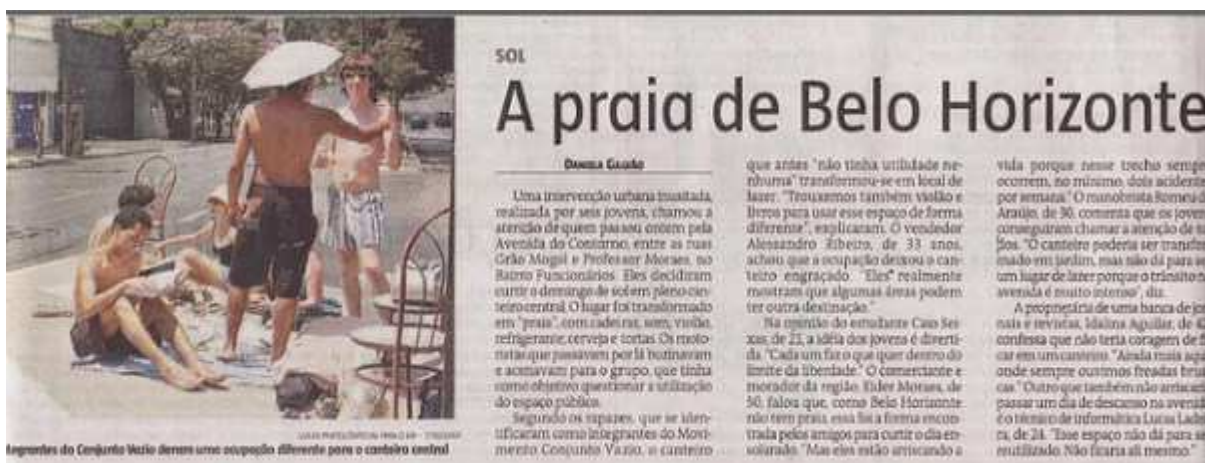 SOL
A praia de Belo Horizonte
DANIELA GALVÃO
Uma intervenção urbana inusitada,
realizada por seis jovens, chamou a
atenção de quem passou ontem pela
Avenida do Contorno, entre as ruas
Grão Mogol e Professor Moraes, no
Bairro Funcionários. Eles decidiram
curtir o domingo de sol em pleno can-
teiro central. O lugar foi transformado
em "praia", com cadeiras, som, violão,
refrigerante, cerveja e tortas. Os moto-
ristas que passavam por lá buzinavam
e acenavam para o grupo, que tinha
como objetivo questionar a utilização
do espaço público.
Segundo os rapazes, que se iden-
tificaram como integrantes do Movi-
mento Conjunto Vazio, o canteiro
que antes "não tinha utilidade ne-
nhuma" transformou-se em local de
lazer. "Trouxemos também violão e
livros para usar esse espaço de forma
diferente", explicaram. O vendedor
Alessandro Ribeiro, de 33 anos,
achou que a ocupação deixou o can-
teiro engraçado. "Eles realmente
mostram que algumas áreas podem
ter outra destinação."
Na opinião do estudante Caio Sei-
xas, de 23, a idéia dos jovens é diverti-
da. "Cada um faz o que quer dentro do
limite da liberdade." O comerciante e
morador da região, Eider Moraes, de
50, falou que, como Belo Horizonte
não tem praia, essa foi a forma encon-
trada pelos amigos para curtir o dia en-
solarado. "Mas eles estão arriscando a
vida porque nesse trecho sempre
ocorrem, no mínimo, dois acidente
por semana." O manobrista Romeu d
Araújo, de 30, comenta que os joven
conseguiram chamar a atenção de to
dos. "O canteiro poderia ser transfor
mado em jardim, mas não dá para se
um lugar de lazer porque o trânsito n
avenida é muito intenso", diz.
A proprietária de uma banca de jor
nais e revistas, Idalina Aguilar, de 42
confessa que não teria coragem de fi
car em um canteiro. "Ainda mais aqui
onde sempre ouvimos freadas brus
cas." Outro que também não arriscaria
passar um dia de descanso na avenida
é o técnico de informática Lucas Ladei
ra, de 24. "Esse espaço não dá para se
reutilizado. Não ficaria ali mesmo."
ntegrantes do Conjunto Vazio deram uma ocupação diferente para o canteiro central